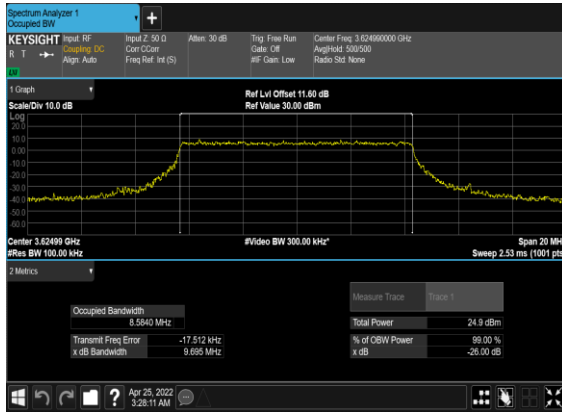 Spectrum Analyzer 1
Occupied BW
+
KEYSIGHT
R T
LW
Input: RF
Coupling: DC
Align: Auto
Input Z: 50 Ω
Corr CCorr
Freq Ref: Int (S)
Atten: 30 dB
Trig: Free Run
Gate: Off
#IF Gain: Low
Center Freq: 3.624990000 GHz
Avg|Hold: 500/500
Radio Std: None
1 Graph
Scale/Div 10.0 dB
Ref Lvl Offset 11.60 dB
Ref Value 30.00 dBm
Log
20.0
10.0
0.00
-10.0
-20.0
-30.0
-40.0
-50.0
-60.0
Center 3.62499 GHz
#Res BW 100.00 kHz
#Video BW 300.00 kHz*
Span 20 MH
Sweep 2.53 ms (1001 pts
2 Metrics
Measure Trace
Trace 1
Occupied Bandwidth
8.5840 MHz
Total Power
24.9 dBm
Transmit Freq Error
-17.512 kHz
% of OBW Power
99.00 %
x dB Bandwidth
9.695 MHz
x dB
-26.00 dB
?
Apr 25, 2022
3:28:11 AM